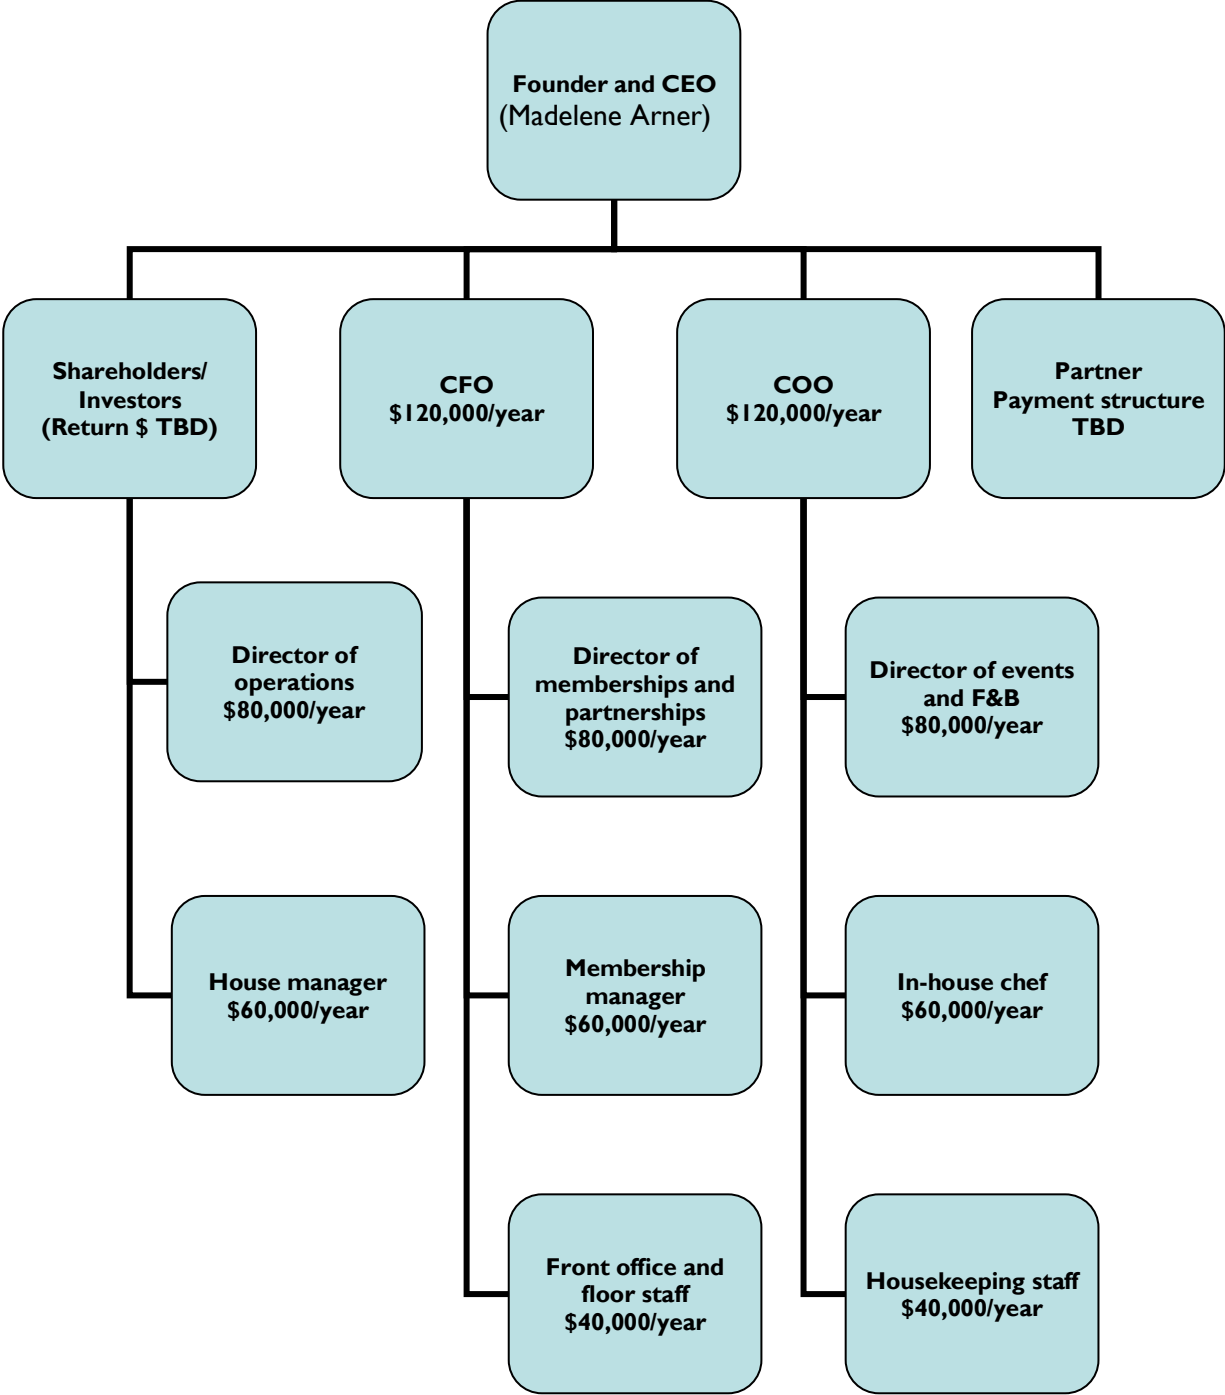 Founder and CEO
(Madelene Arner)
Shareholders/
Investors
(Return $ TBD)
CFO
$120,000/year
COO
$120,000/year
Partner
Payment structure
TBD
Director of
operations
$80,000/year
Director of
memberships and
partnerships
$80,000/year
Director of events
and F&B
$80,000/year
House manager
$60,000/year
Membership
manager
$60,000/year
In-house chef
$60,000/year
Front office and
floor staff
$40,000/year
Housekeeping staff
$40,000/year